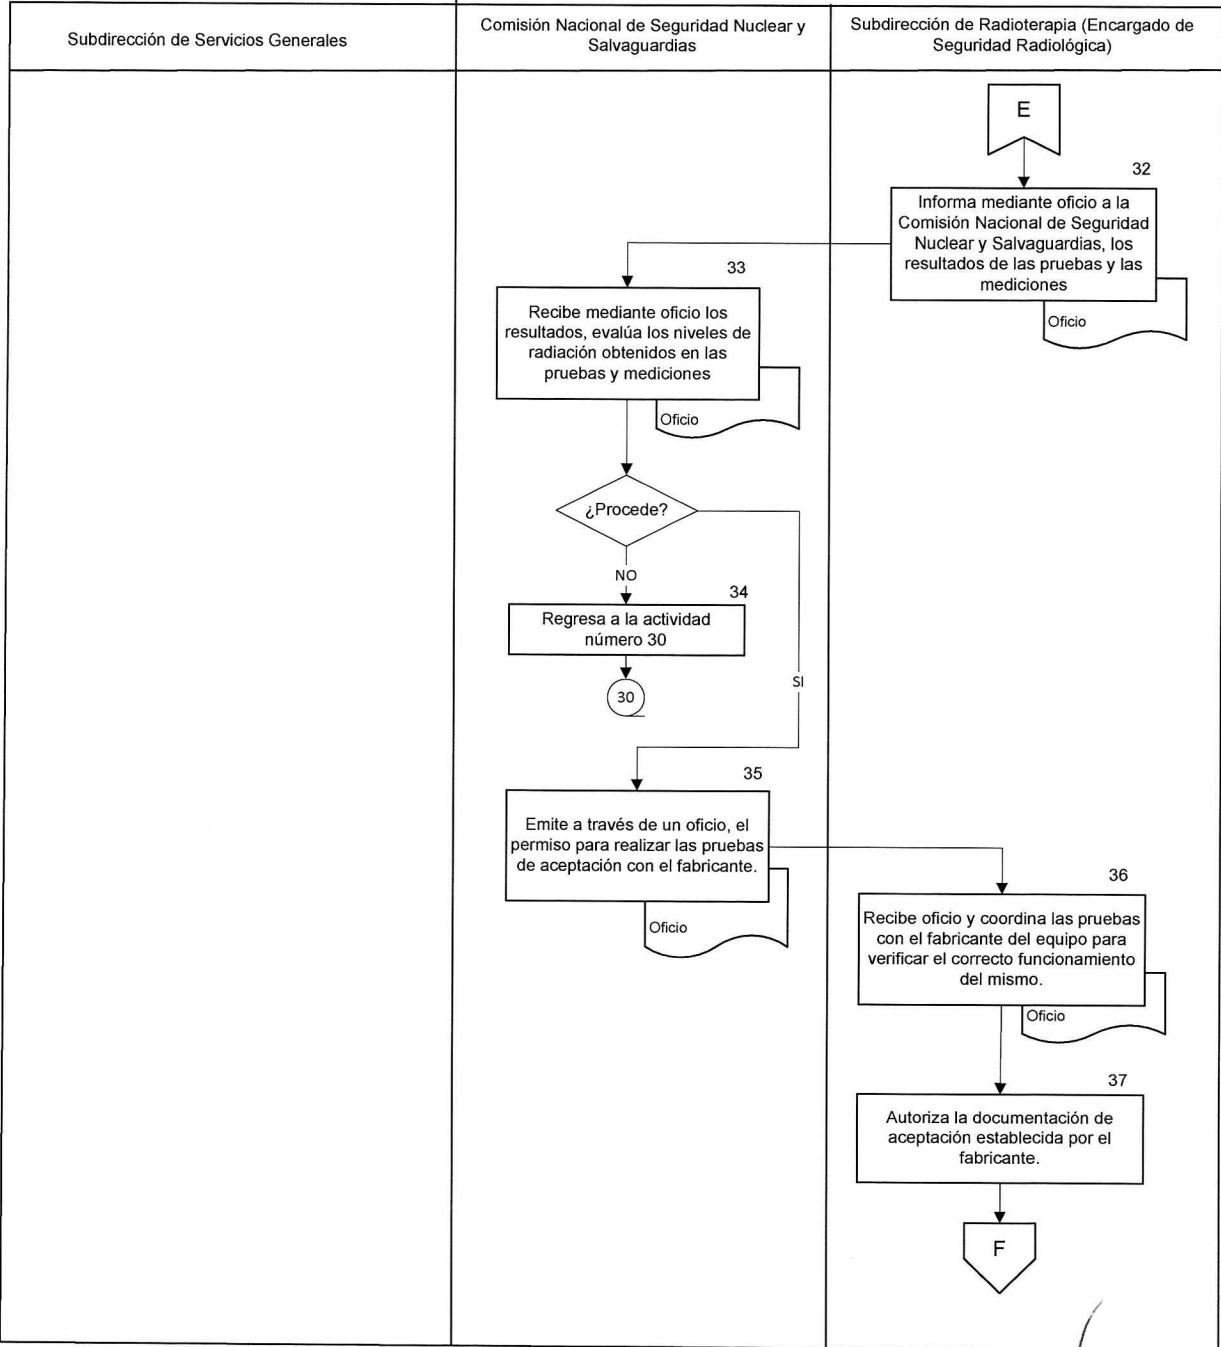 Subdirección de Servicios Generales
Comisión Nacional de Seguridad Nuclear y
Salvaguardias
Subdirección de Radioterapia (Encargado de
Seguridad Radiológica)
E
32
Informa mediante oficio a la
Comisión Nacional de Seguridad
Nuclear y Salvaguardias, los
resultados de las pruebas y las
mediciones
Oficio
33
Recibe mediante oficio los
resultados, evalúa los niveles de
radiación obtenidos en las
pruebas y mediciones
Oficio
¿Procede?
NO
34
Regresa a la actividad
número 30
30
SI
35
Emite a través de un oficio, el
permiso para realizar las pruebas
de aceptación con el fabricante.
Oficio
36
Recibe oficio y coordina las pruebas
con el fabricante del equipo para
verificar el correcto funcionamiento
del mismo.
Oficio
37
Autoriza la documentación de
aceptación establecida por el
fabricante.
F